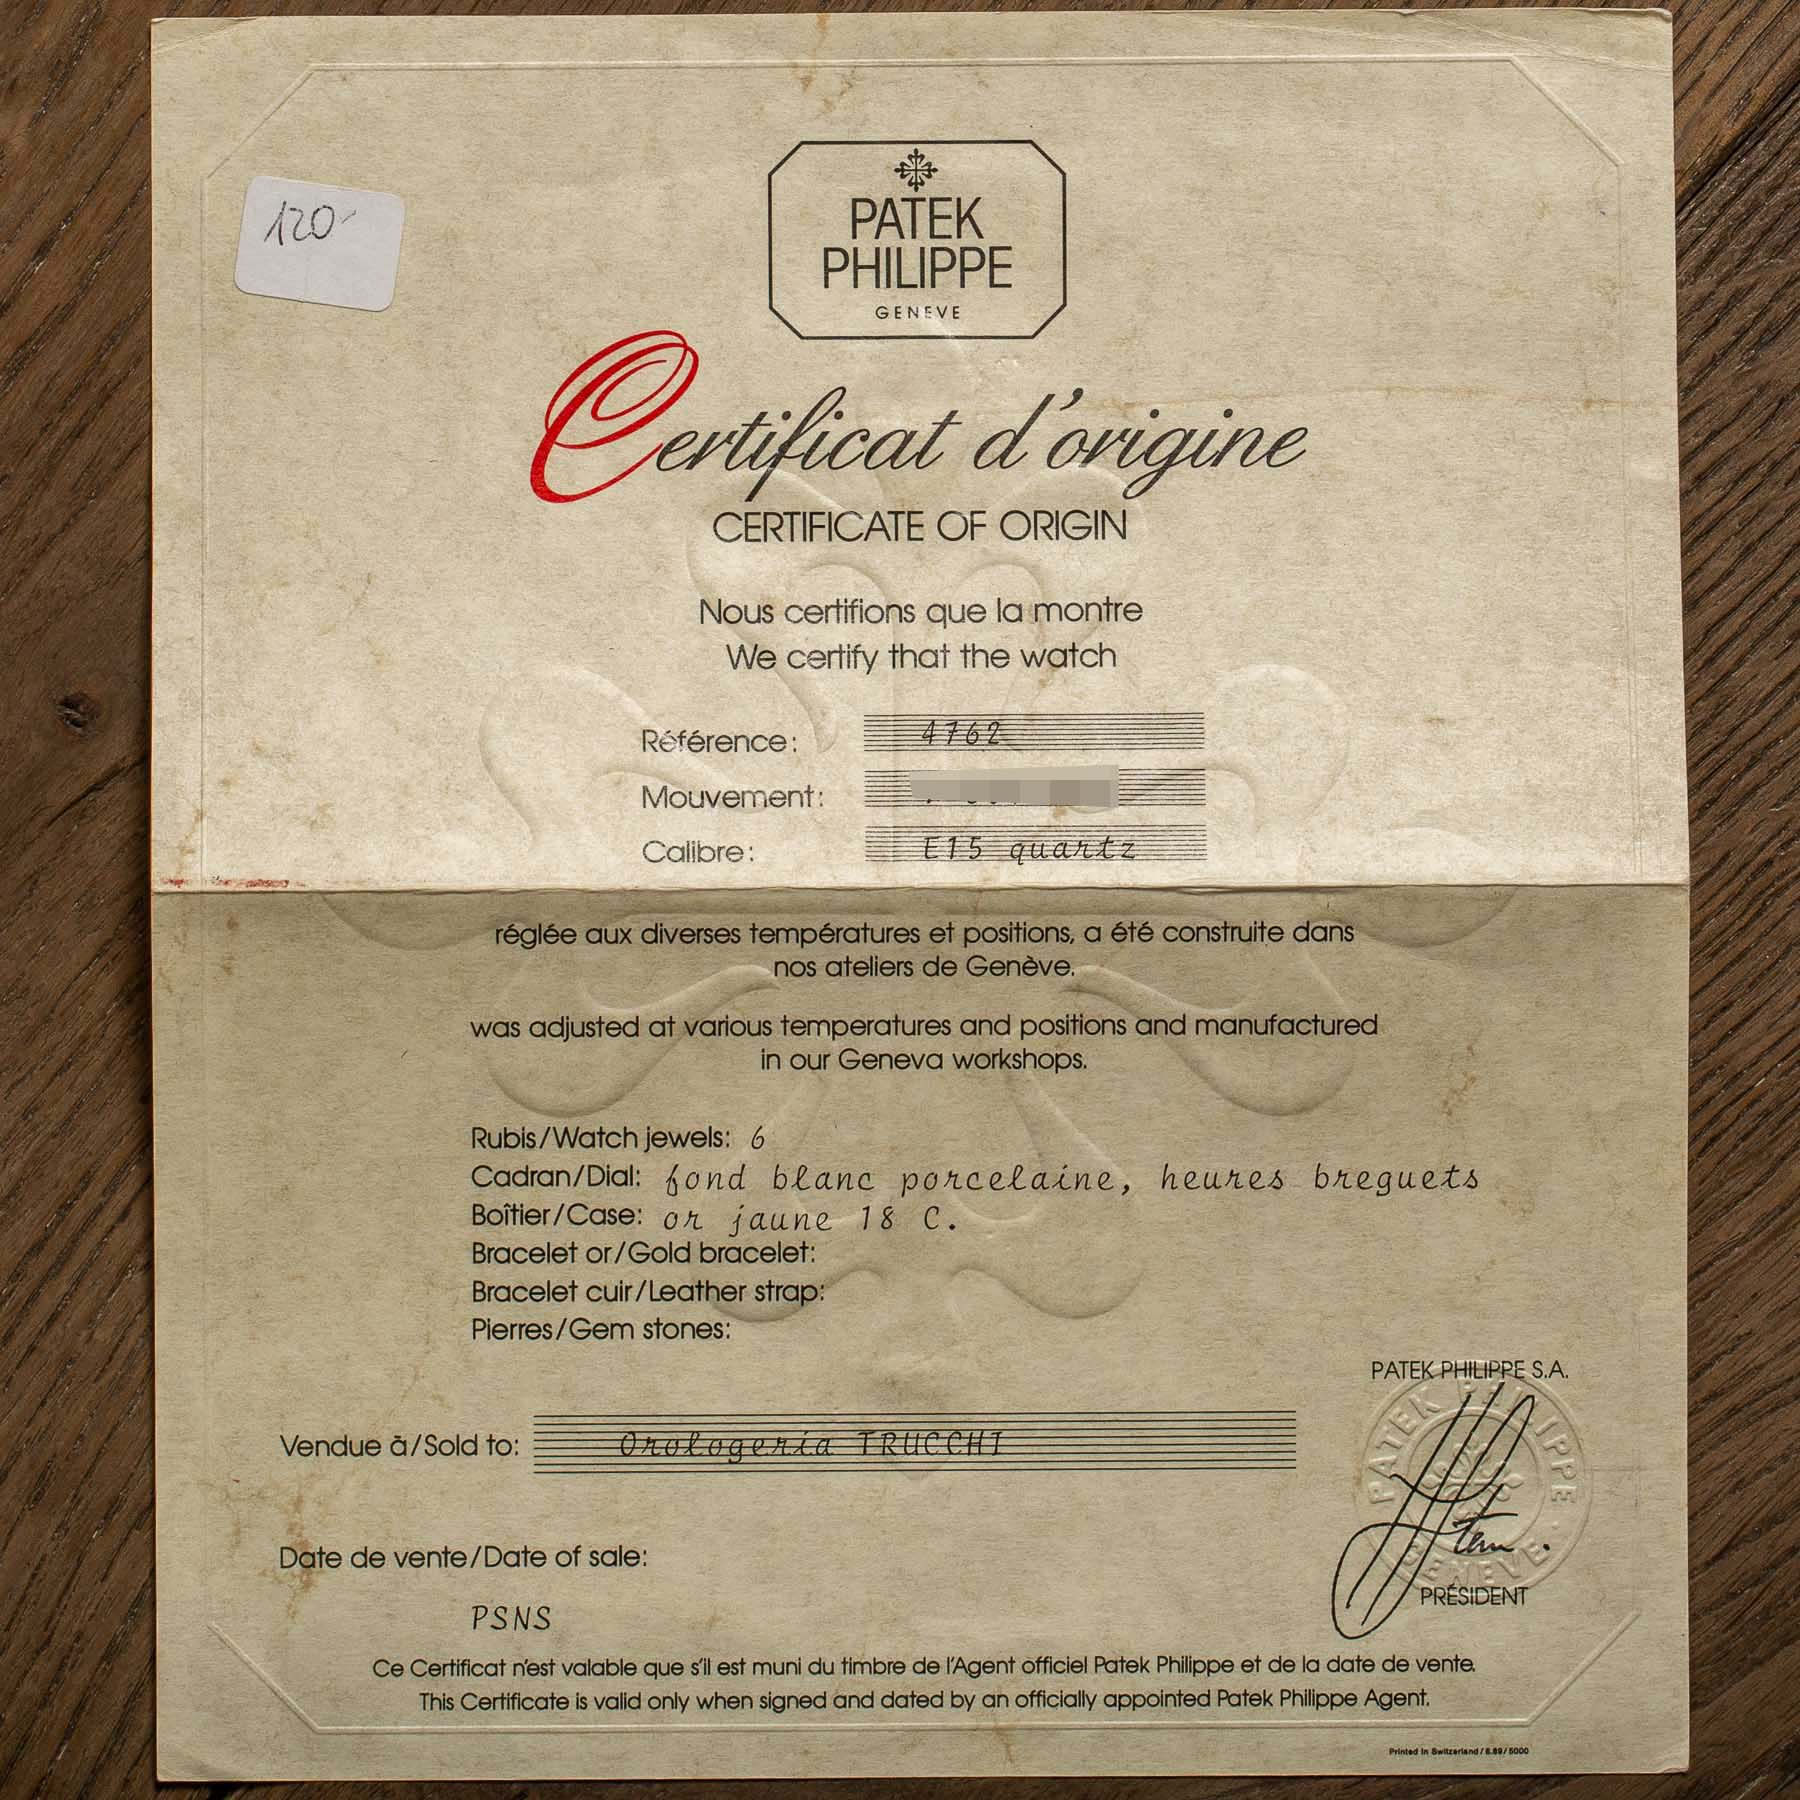 120-
PATEK
PHILIPPE
GENEVE
Certificat d'origine
CERTIFICATE OF ORIGIN
Nous certifions que la montre
We certify that the watch
Référence: 4762
Mouvement:
Calibre: E15 quartz
réglée aux diverses températures et positions, a été construite dans
nos ateliers de Genève.
was adjusted at various temperatures and positions and manufactured
in our Geneva workshops.
Rubis/Watch jewels: 6
Cadran/Dial: fond blanc porcelaine, heures breguets
Boîtier/Case: or jaune 18 C.
Bracelet or/Gold bracelet:
Bracelet cuir/Leather strap:
Pierres/Gem stones:
PATEK PHILIPPE S.A.
PATEK PHILIPPE GENEVE
Vendue à/Sold to: Orologeria TRUCCHI
Date de vente/Date of sale:
PRÉSIDENT
PSNS
Ce Certificat n'est valable que s'il est muni du timbre de l'Agent officiel Patek Philippe et de la date de vente.
This Certificate is valid only when signed and dated by an officially appointed Patek Philippe Agent.
Printed in Switzerland/6.89/5000